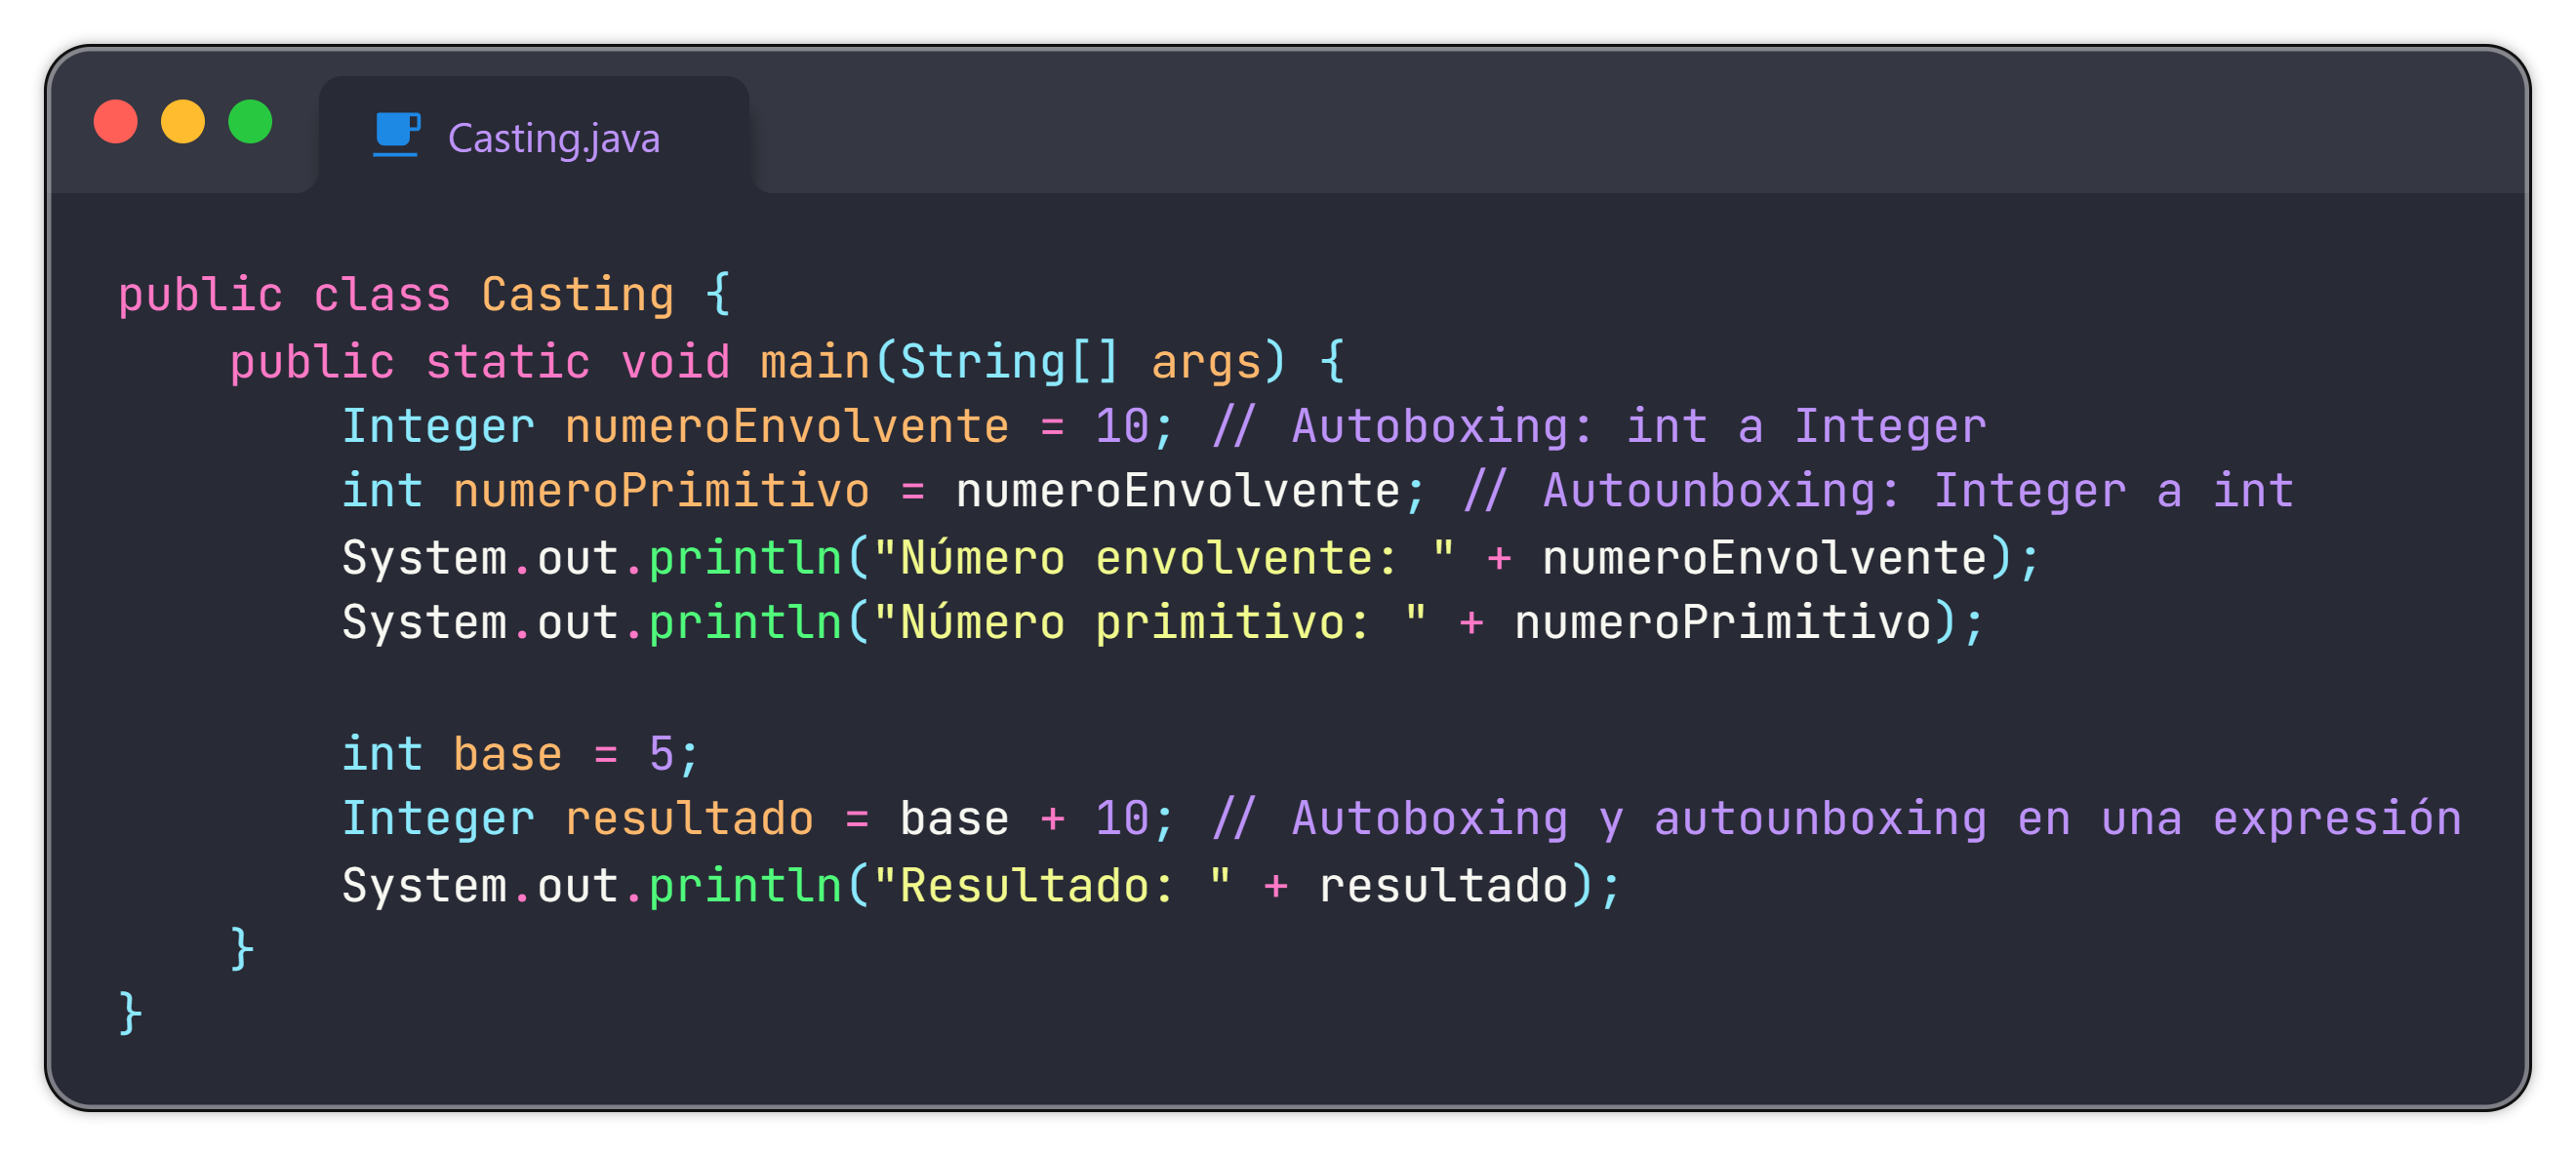 Casting.java
public class Casting {
    public static void main(String[] args) {
        Integer numeroEnvolvente = 10; // Autoboxing: int a Integer
        int numeroPrimitivo = numeroEnvolvente; // Autounboxing: Integer a int
        System.out.println("Número envolvente: " + numeroEnvolvente);
        System.out.println("Número primitivo: " + numeroPrimitivo);

        int base = 5;
        Integer resultado = base + 10; // Autoboxing y autounboxing en una expresión
        System.out.println("Resultado: " + resultado);
    }
}